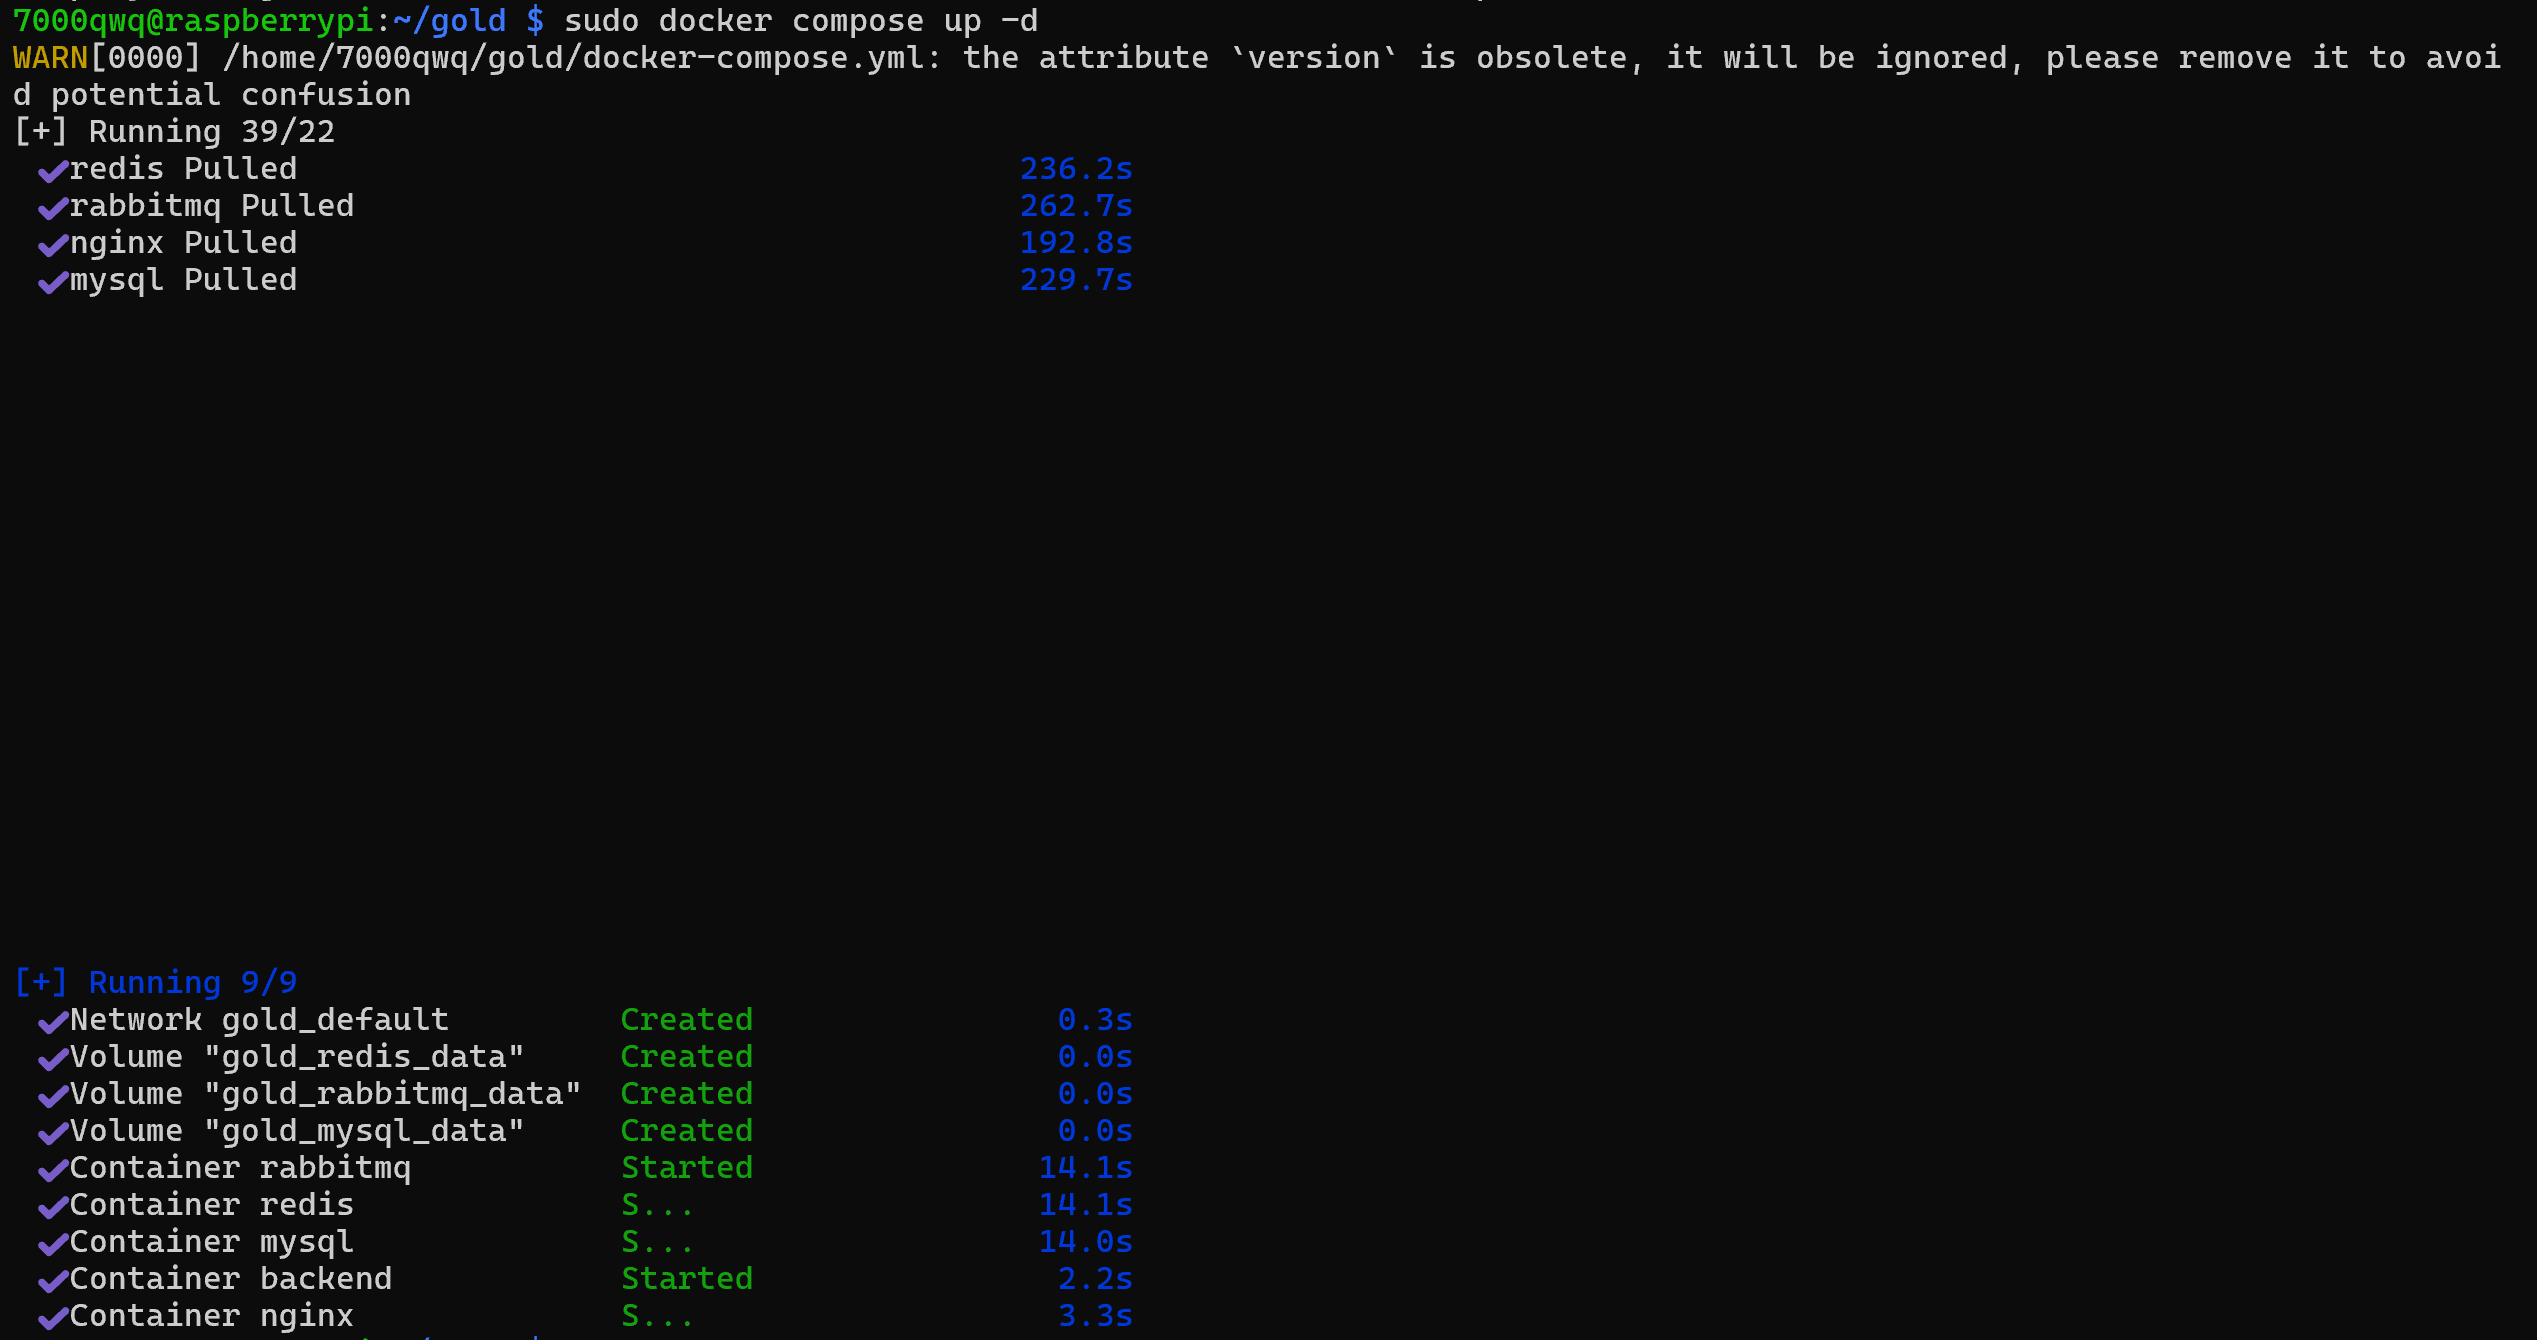 7000qwq@raspberrypi:~/gold $ sudo docker compose up -d
WARN[0000] /home/7000qwq/gold/docker-compose.yml: the attribute `version` is obsolete, it will be ignored, please remove it to avoi
d potential confusion
[+] Running 39/22
✔redis Pulled 236.2s
✔rabbitmq Pulled 262.7s
✔nginx Pulled 192.8s
✔mysql Pulled 229.7s
[+] Running 9/9
✔Network gold_default Created 0.3s
✔Volume "gold_redis_data" Created 0.0s
✔Volume "gold_rabbitmq_data" Created 0.0s
✔Volume "gold_mysql_data" Created 0.0s
✔Container rabbitmq Started 14.1s
✔Container redis S... 14.1s
✔Container mysql S... 14.0s
✔Container backend Started 2.2s
✔Container nginx S... 3.3s